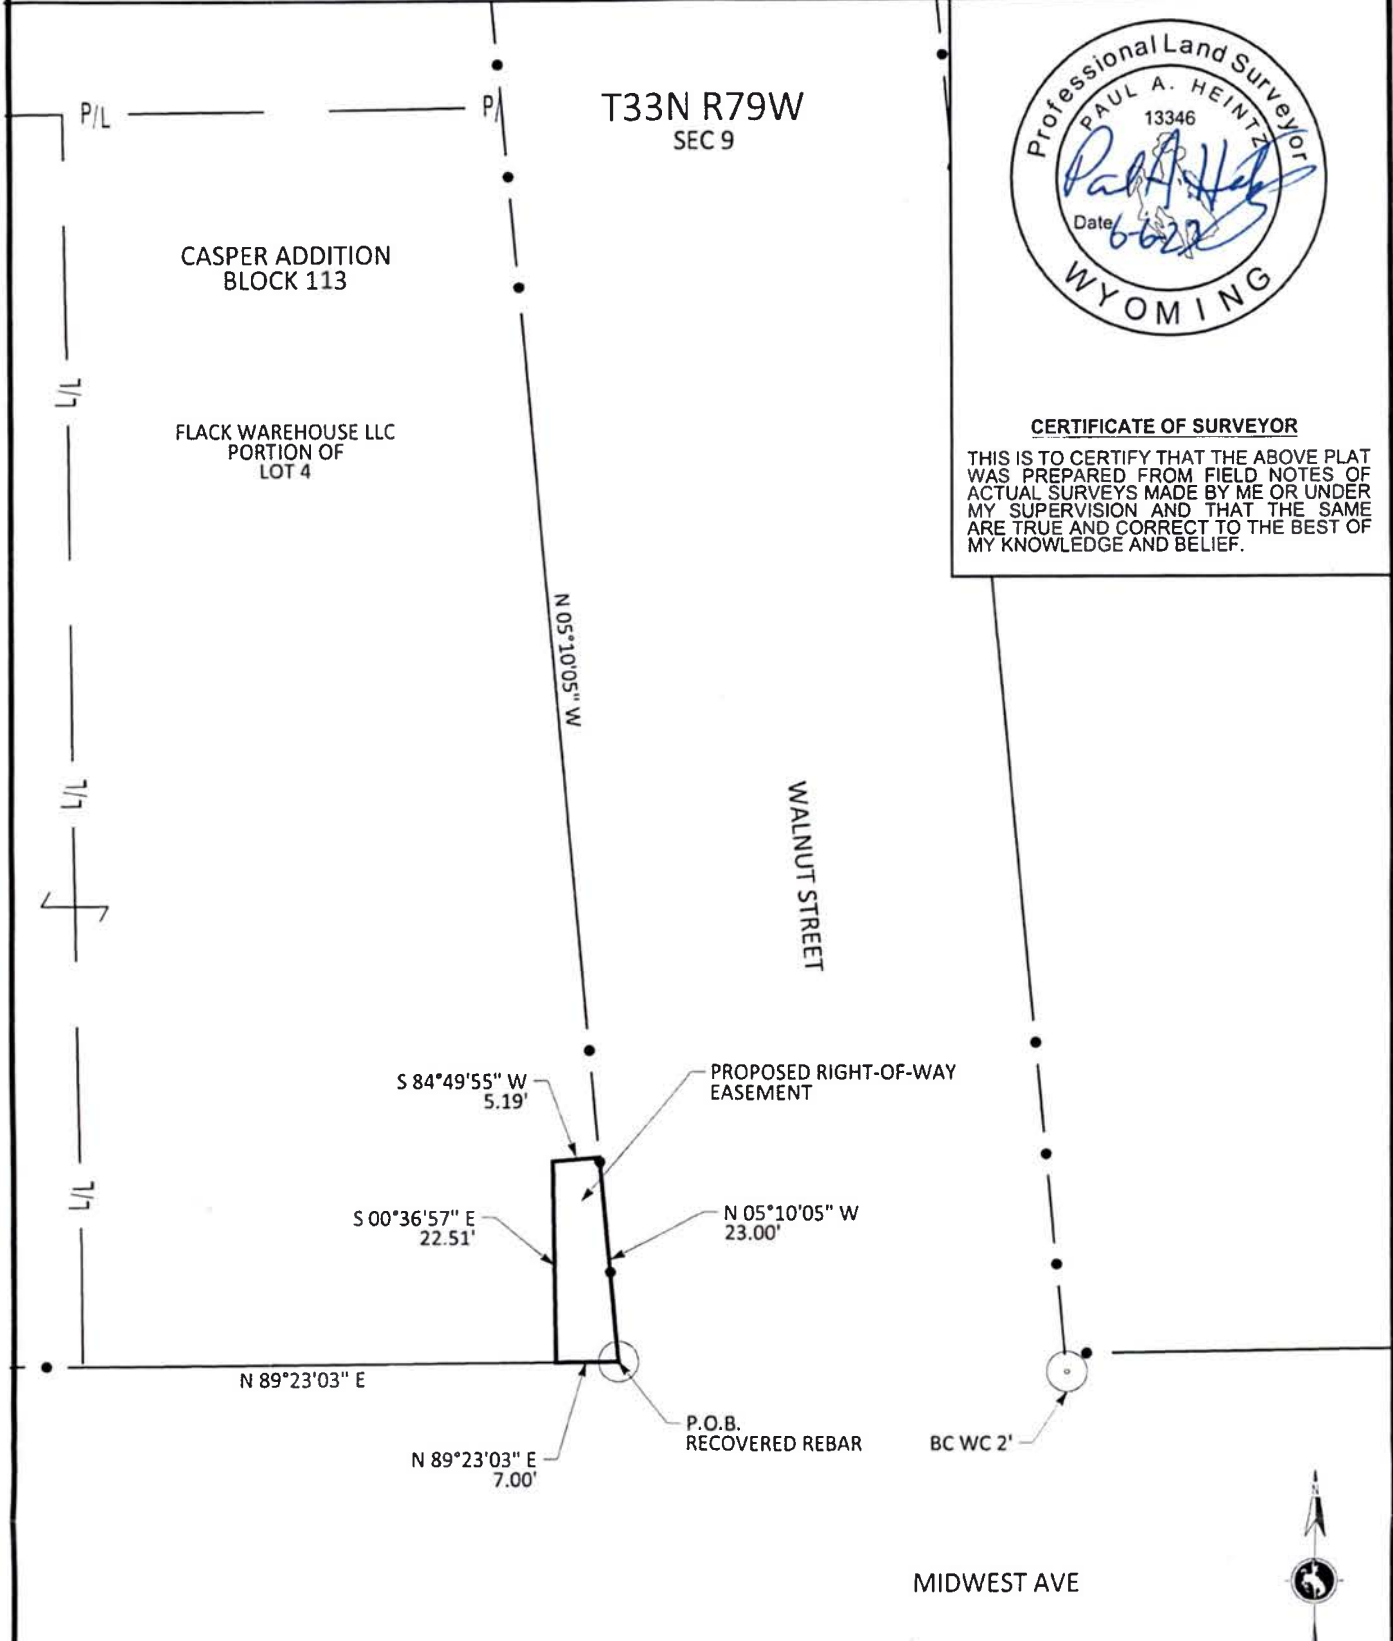 P/L
T33N R79W
SEC 9
CASPER ADDITION
BLOCK 113
L/L
FLACK WAREHOUSE LLC
PORTION OF
LOT 4
Professional Land Surveyor
PAUL A. HEINTZ
13346
Paul A. Heintz
Date 6-6-22
WYOMING
CERTIFICATE OF SURVEYOR
THIS IS TO CERTIFY THAT THE ABOVE PLAT
WAS PREPARED FROM FIELD NOTES OF
ACTUAL SURVEYS MADE BY ME OR UNDER
MY SUPERVISION AND THAT THE SAME
ARE TRUE AND CORRECT TO THE BEST OF
MY KNOWLEDGE AND BELIEF.
N 05°10'05" W
L/L
WALNUT STREET
S 84°49'55" W
5.19'
PROPOSED RIGHT-OF-WAY
EASEMENT
L/L
S 00°36'57" E
22.51'
N 05°10'05" W
23.00'
N 89°23'03" E
P.O.B.
RECOVERED REBAR
BC WC 2'
N 89°23'03" E
7.00'
N
MIDWEST AVE